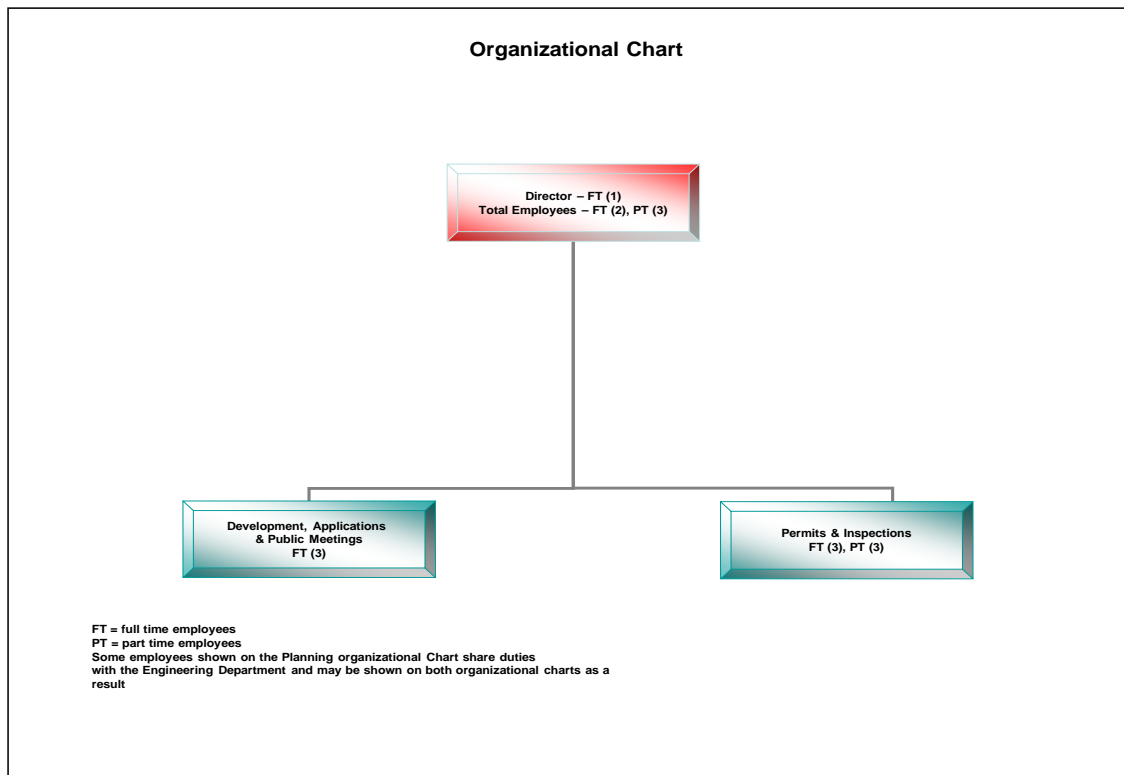 Organizational Chart
Director – FT (1)
Total Employees – FT (2), PT (3)
Development, Applications
& Public Meetings
FT (3)
Permits & Inspections
FT (3), PT (3)
FT = full time employees
PT = part time employees
Some employees shown on the Planning organizational Chart share duties
with the Engineering Department and may be shown on both organizational charts as a
result